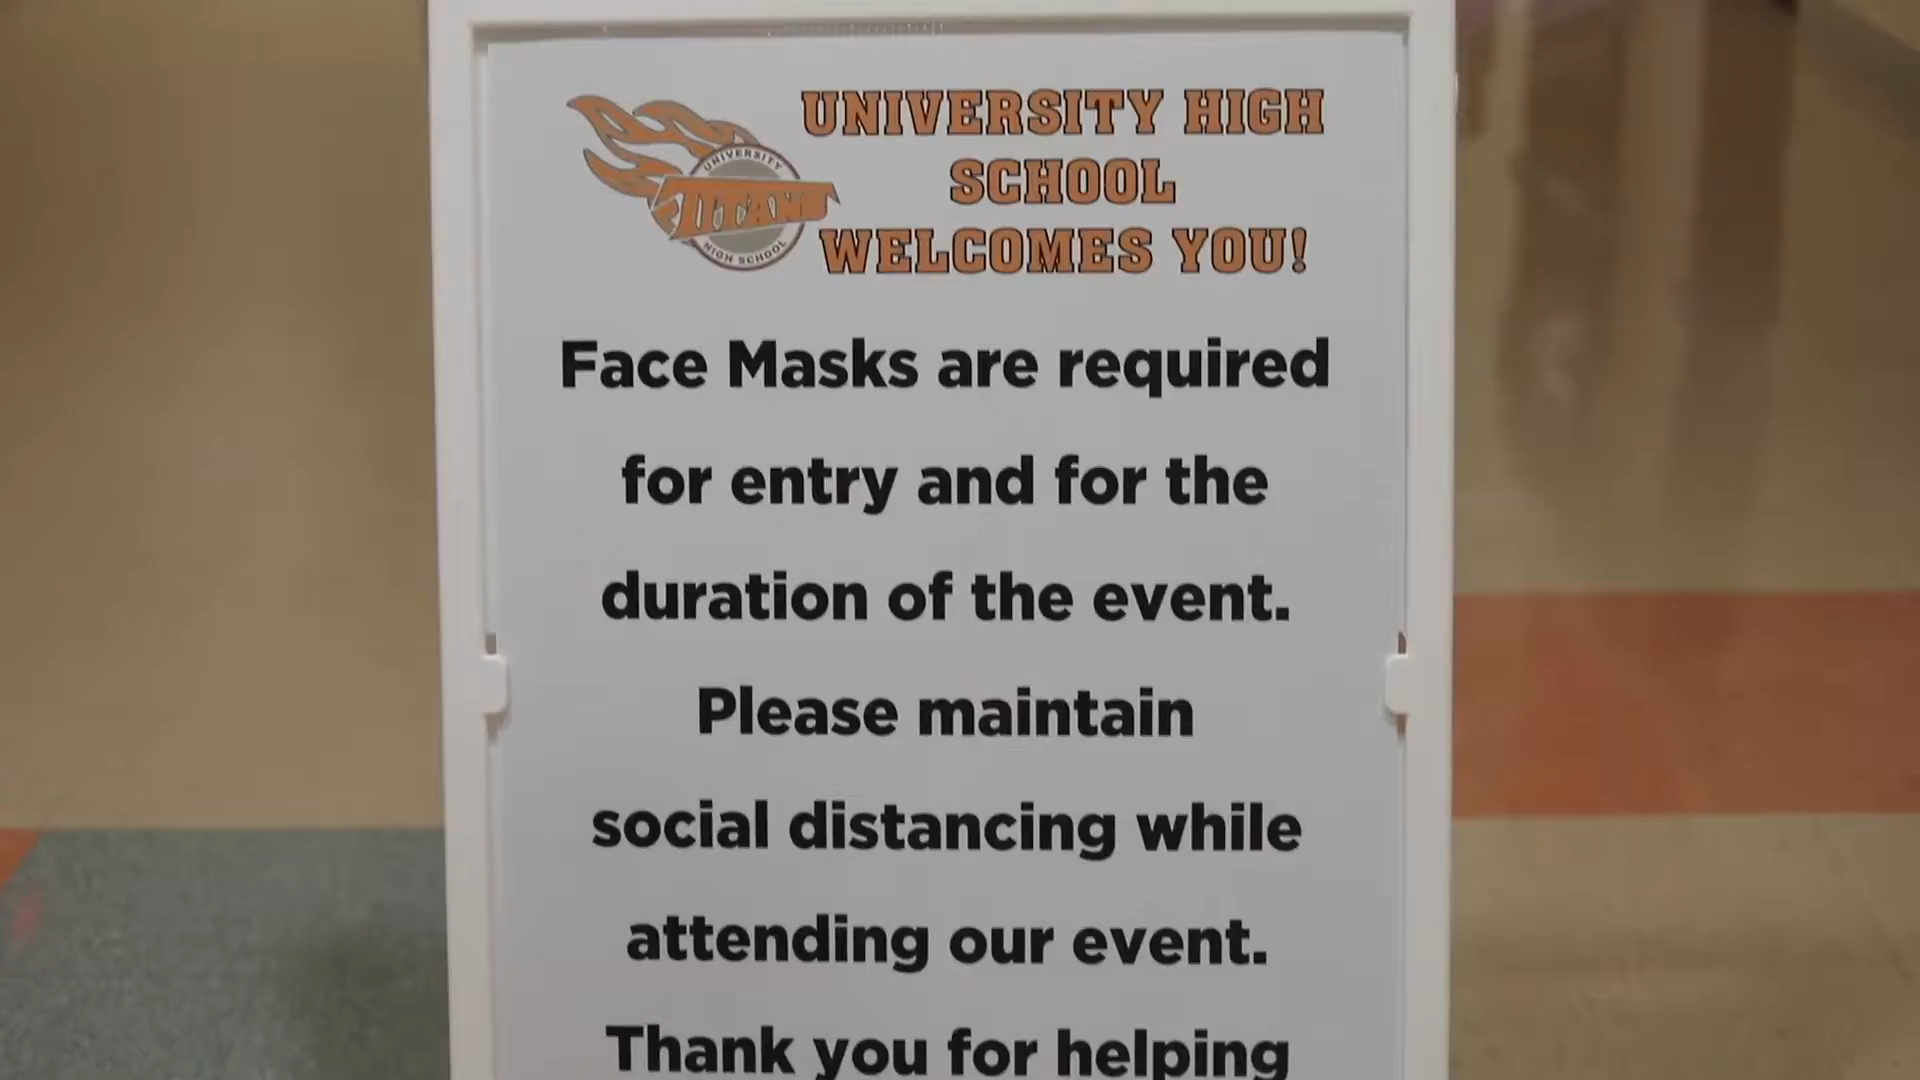 UNIVERSITY HIGH
SCHOOL
WELCOMES YOU!
UNIVERSITY
TITANS
HIGH SCHOOL
Face Masks are required
for entry and for the
duration of the event.
Please maintain
social distancing while
attending our event.
Thank you for helping